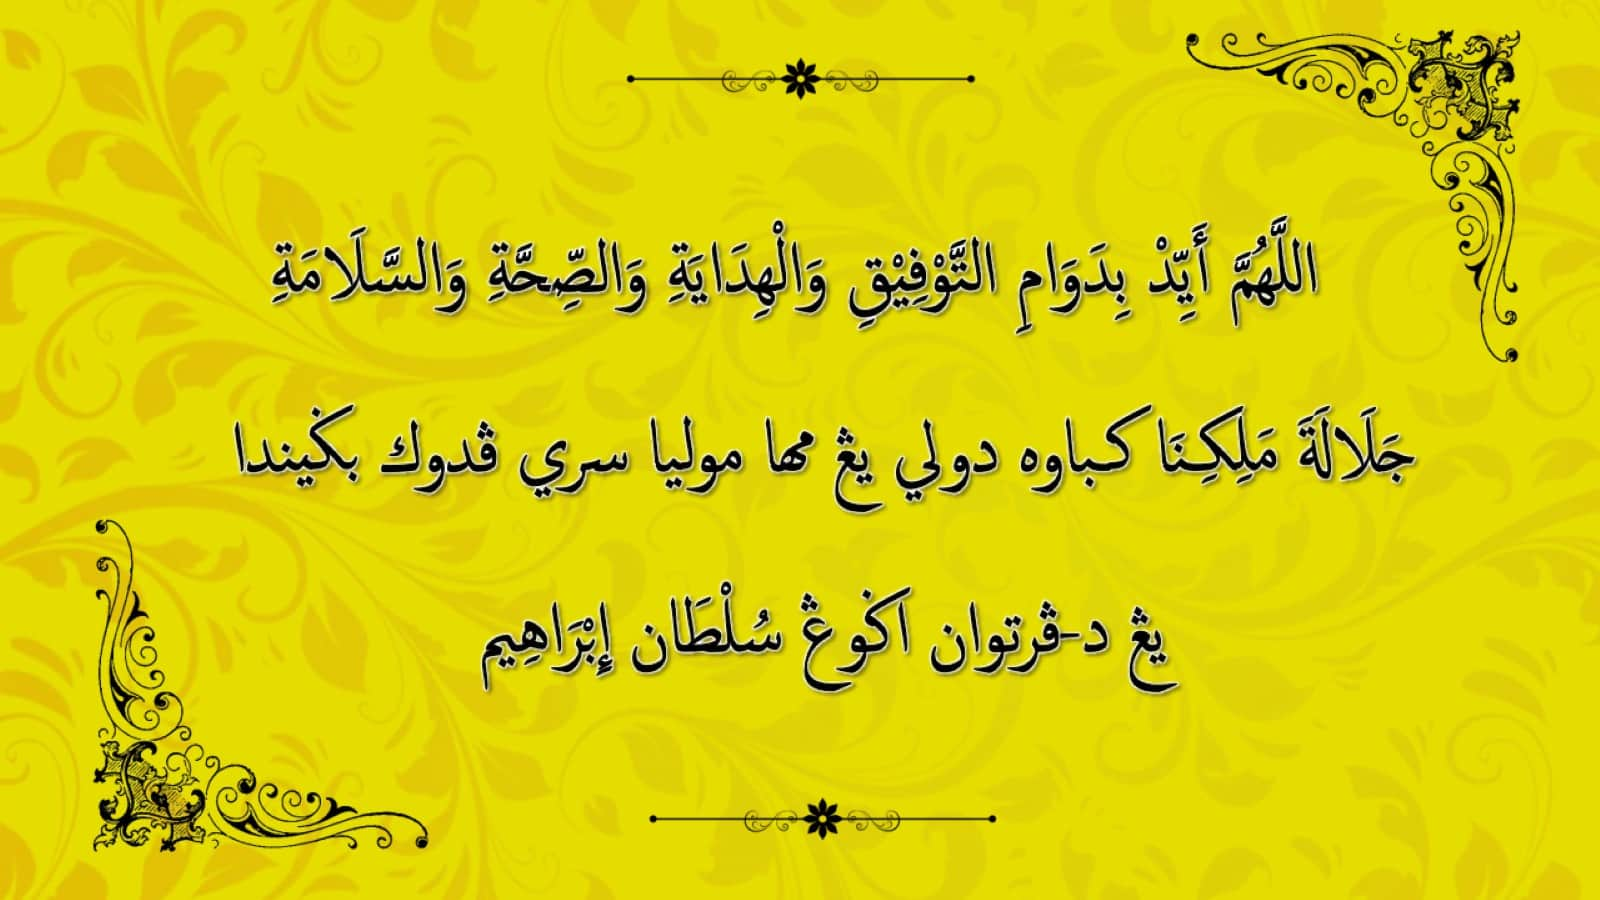 اللَّهُمَّ أَيِّدْ بِدَوَامِ التَّوْفِيْقِ وَالْهِدَايَةِ وَالصِّحَّةِ وَالسَّلَامَةِ
جَلَالَةَ مَلِكِنَا كباوه دولي يڠ مها موليا سري ڤدوك بݢيندا
يڠ د-ڤرتوان اݢوڠ سُلْطَان إِبْرَاهِيم